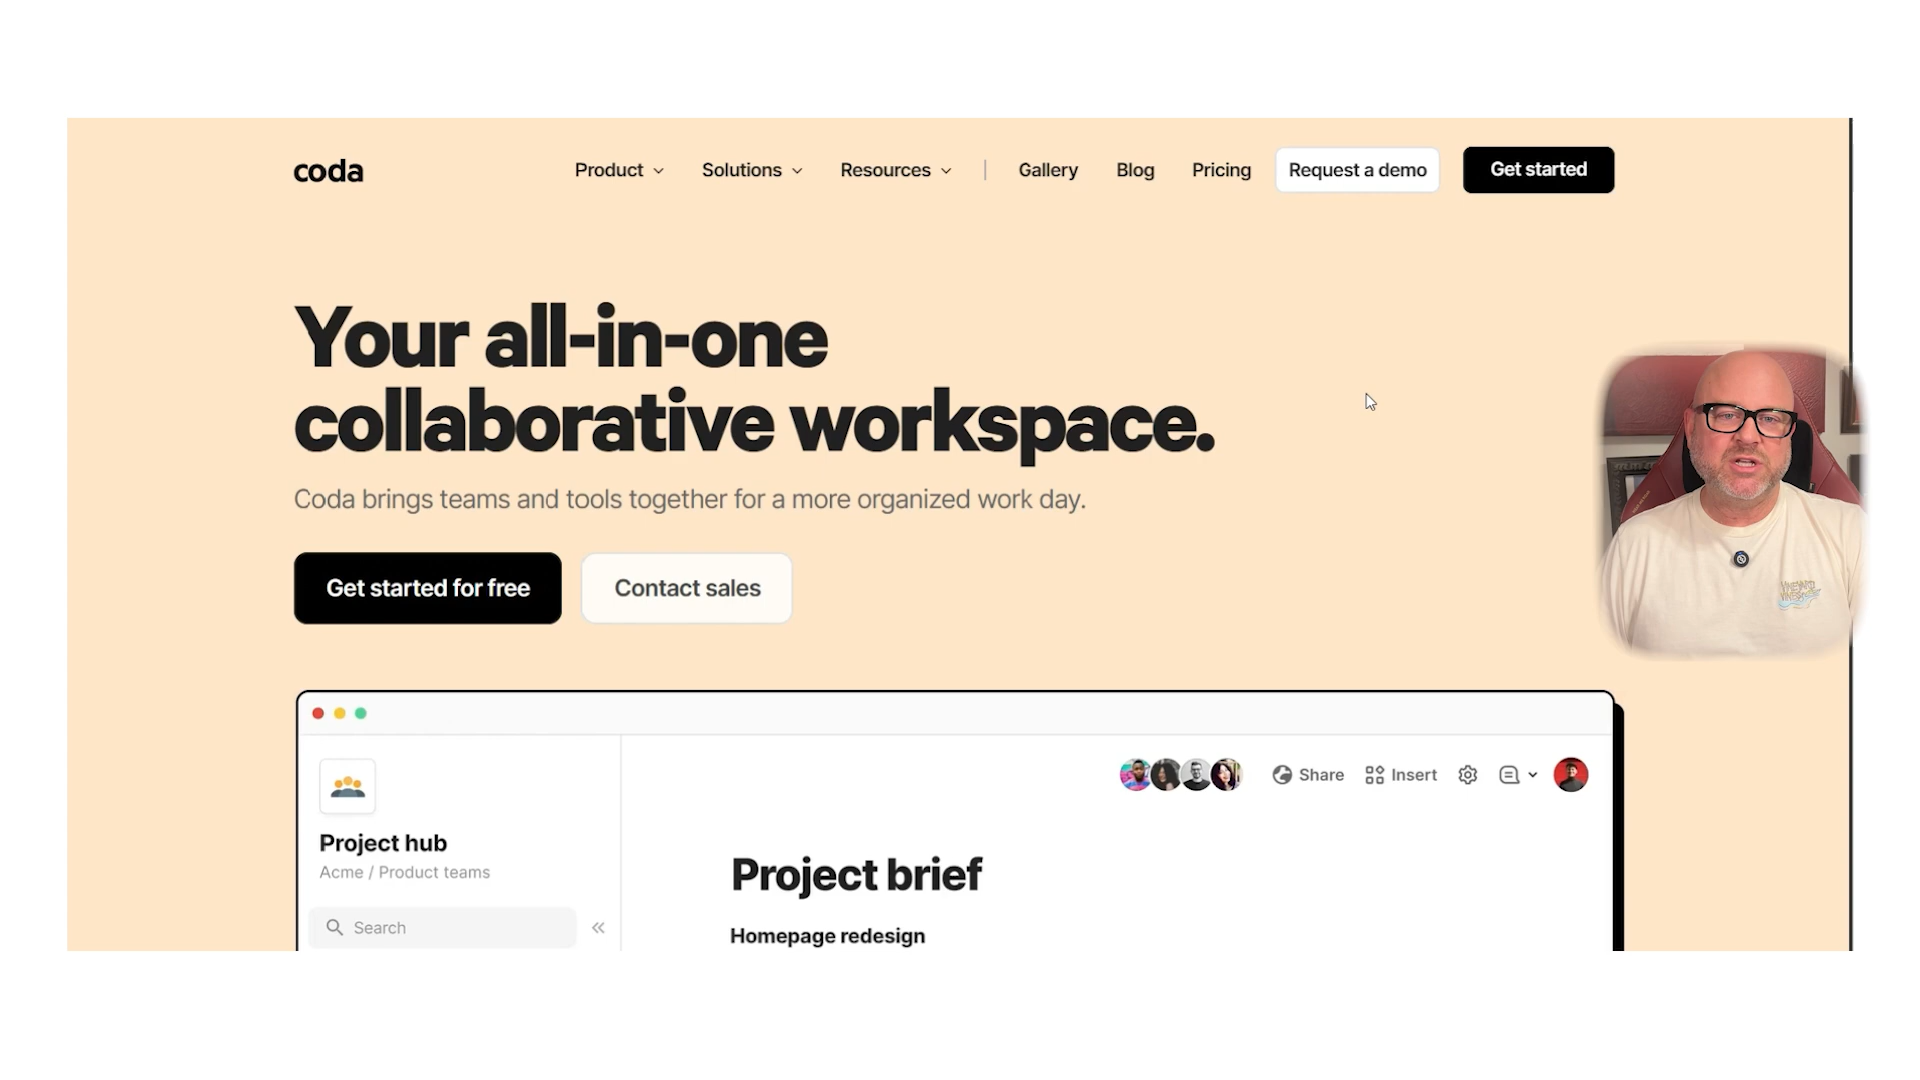 coda
Product Solutions Resources Gallery Blog Pricing Request a demo Get started
Your all-in-one
collaborative workspace.
Coda brings teams and tools together for a more organized work day.
Get started for free Contact sales
Share Insert
Project hub
Acme / Product teams
Search
Project brief
Homepage redesign
VINEYARD
VINES